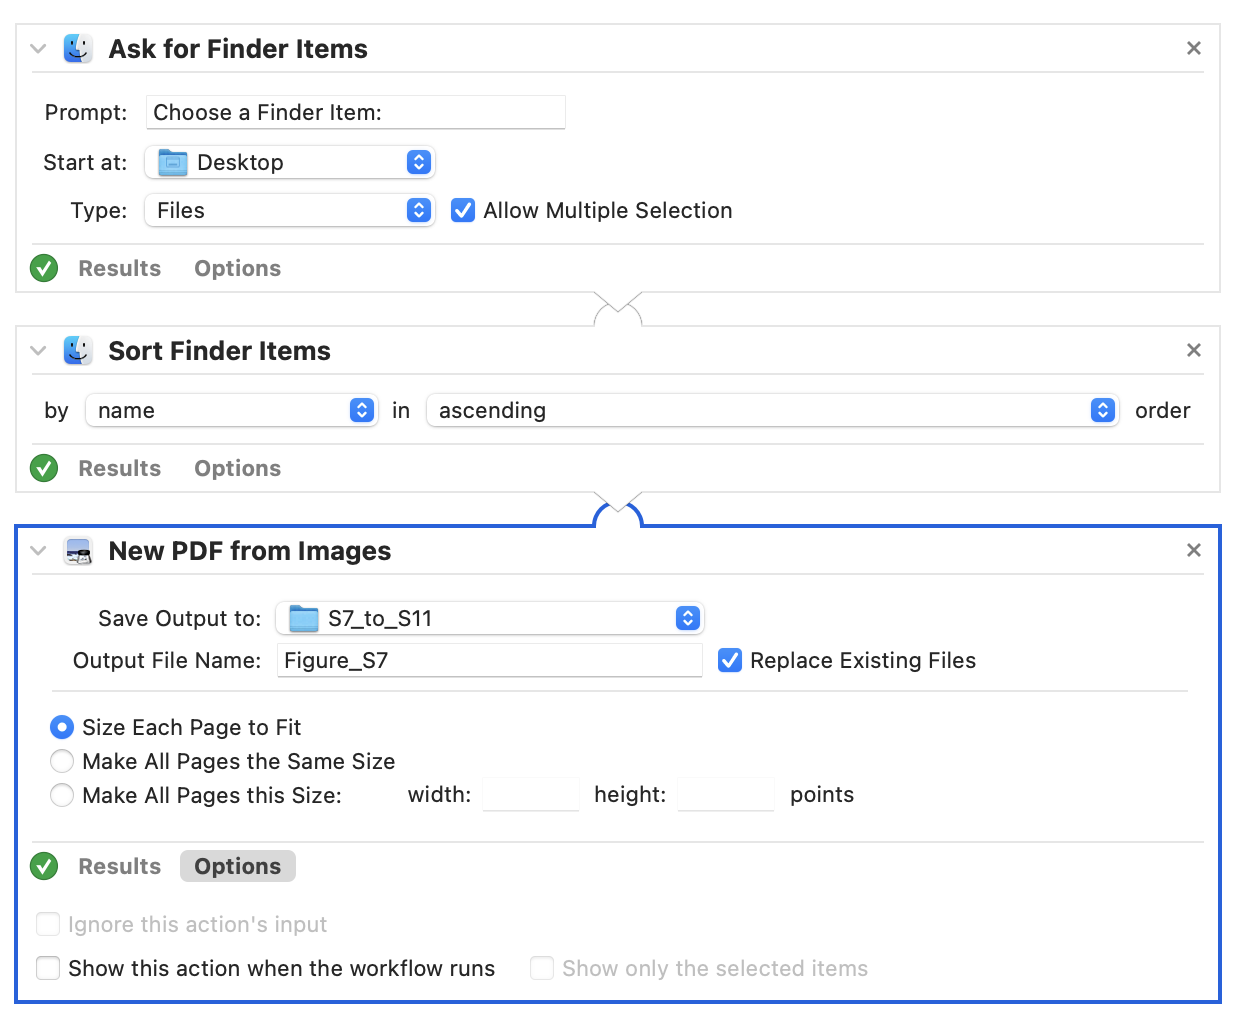 Ask for Finder Items
Prompt: Choose a Finder Item:
Start at: Desktop
Type: Files Allow Multiple Selection
Results Options
Sort Finder Items
by name in ascending order
Results Options
New PDF from Images
Save Output to: S7_to_S11
Output File Name: Figure_S7 Replace Existing Files
Size Each Page to Fit
Make All Pages the Same Size
Make All Pages this Size: width: height: points
Results Options
Ignore this action's input
Show this action when the workflow runs Show only the selected items